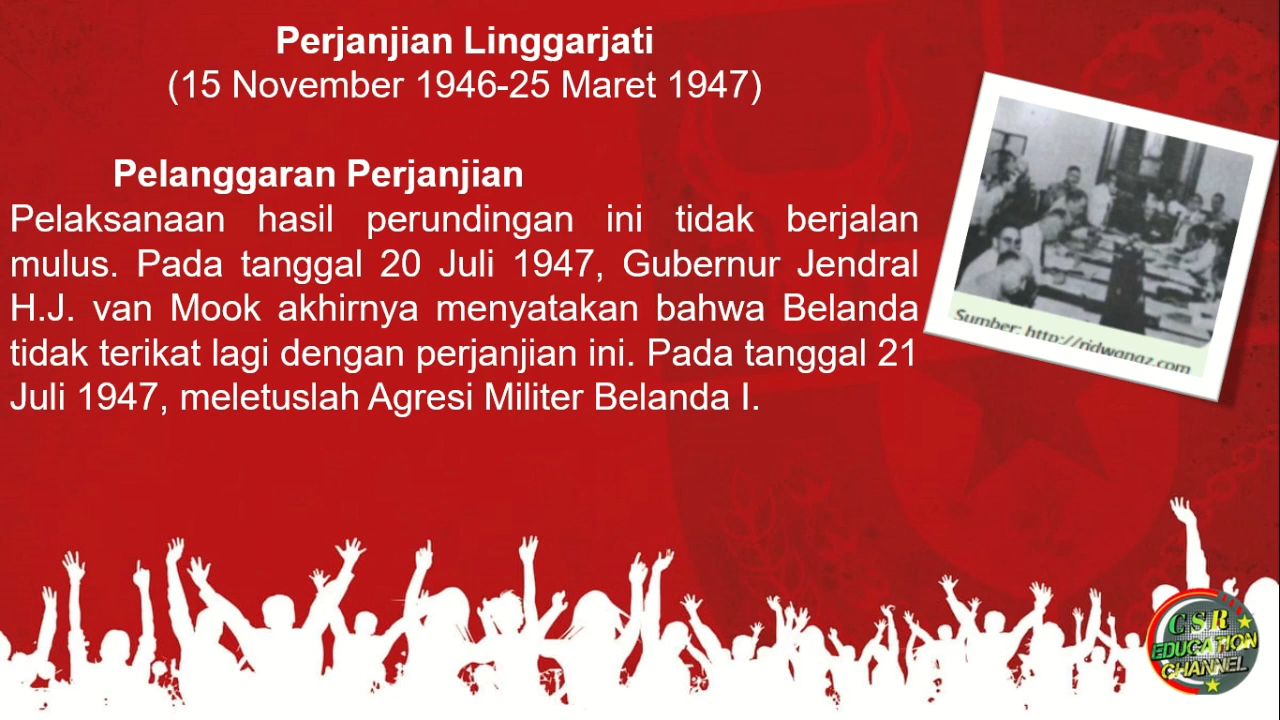 Perjanjian Linggarjati
(15 November 1946-25 Maret 1947)
Pelanggaran Perjanjian
Pelaksanaan hasil perundingan ini tidak berjalan
mulus. Pada tanggal 20 Juli 1947, Gubernur Jendral
H.J. van Mook akhirnya menyatakan bahwa Belanda
tidak terikat lagi dengan perjanjian ini. Pada tanggal 21
Juli 1947, meletuslah Agresi Militer Belanda I.
Sumber: http://ridwanaz.com
CSR
EDUCATION
CHANNEL